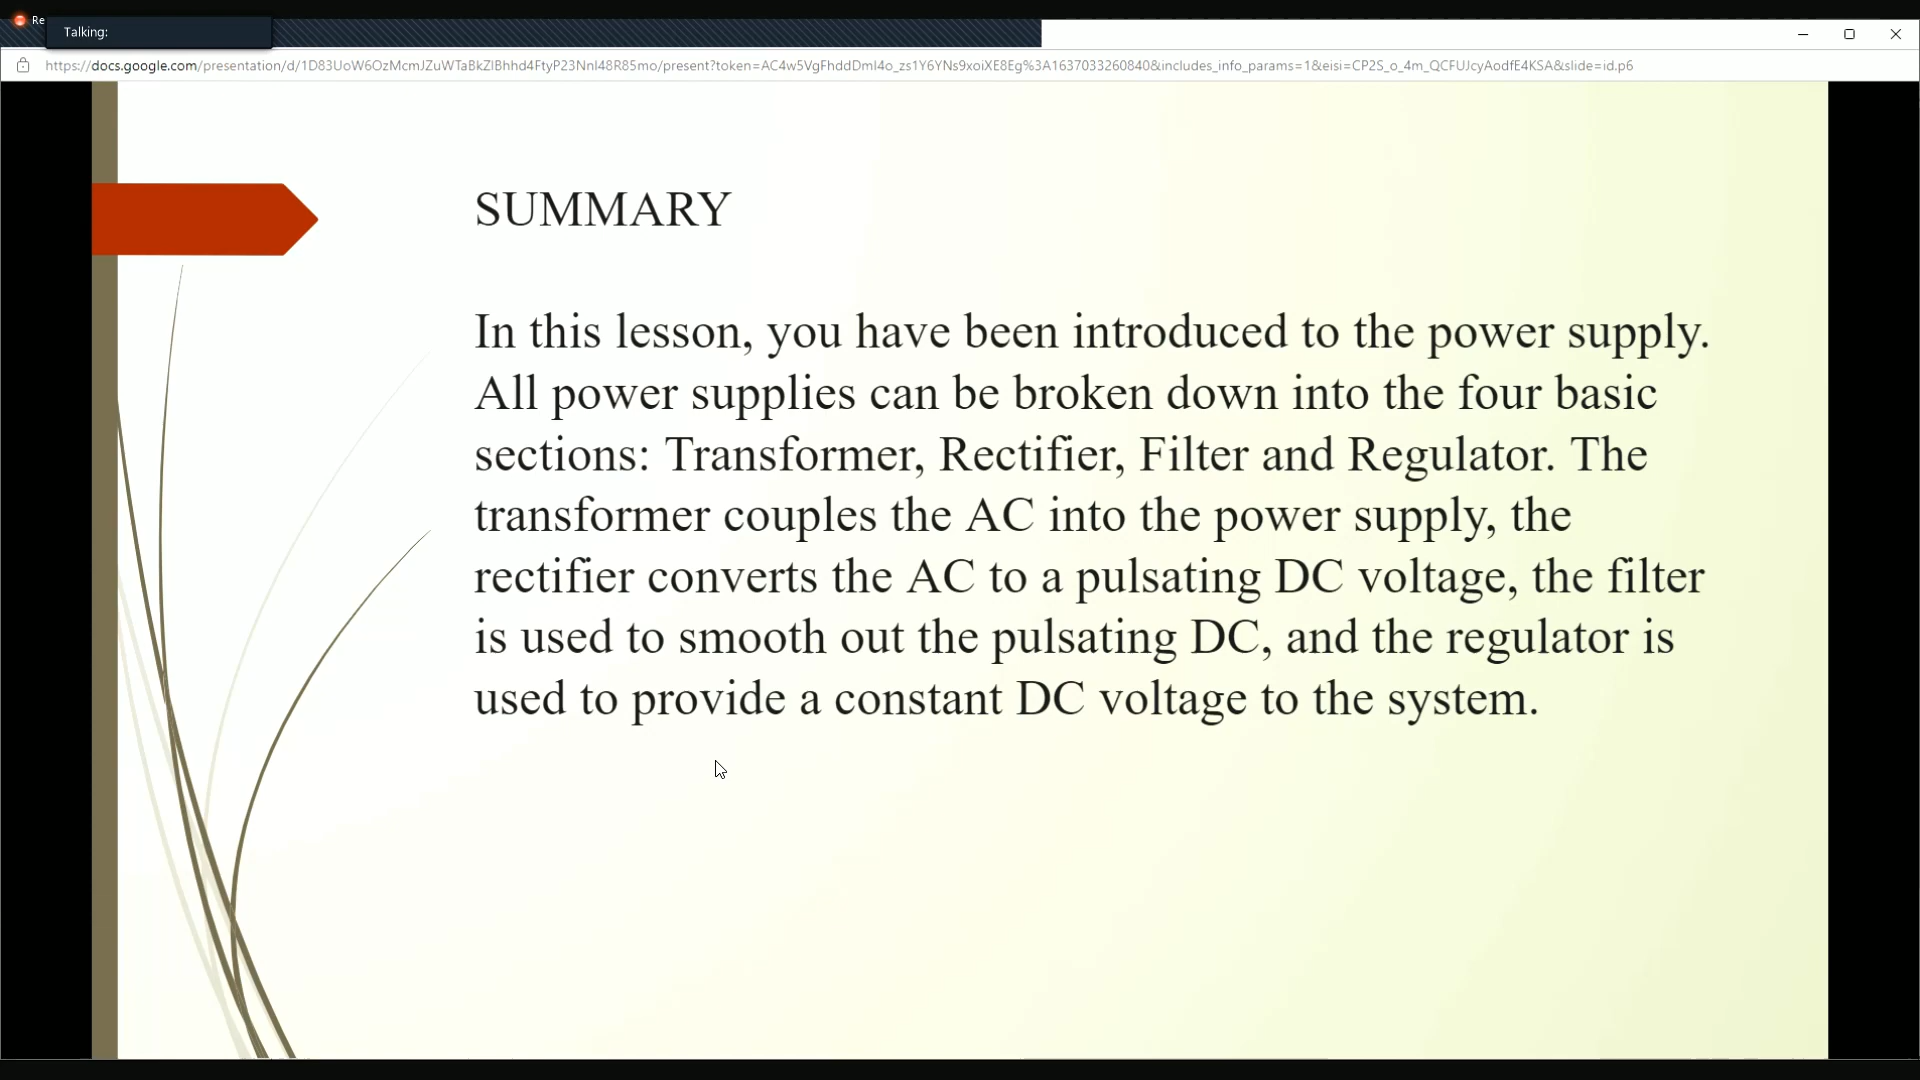 Re
Talking:
https://docs.google.com/presentation/d/1D83UoW6OzMcmJZuWTaBkZlBhhd4FtyP23NnI48R85mo/present?token=AC4w5VgFhddDmI4o_zs1Y6YNs9xoiXE8Eg%3A1637033260840&includes_info_params=1&eisi=CP2S_o_4m_QCFUJcyAodfE4KSA&slide=id.p6
SUMMARY
In this lesson, you have been introduced to the power supply.
All power supplies can be broken down into the four basic
sections: Transformer, Rectifier, Filter and Regulator. The
transformer couples the AC into the power supply, the
rectifier converts the AC to a pulsating DC voltage, the filter
is used to smooth out the pulsating DC, and the regulator is
used to provide a constant DC voltage to the system.